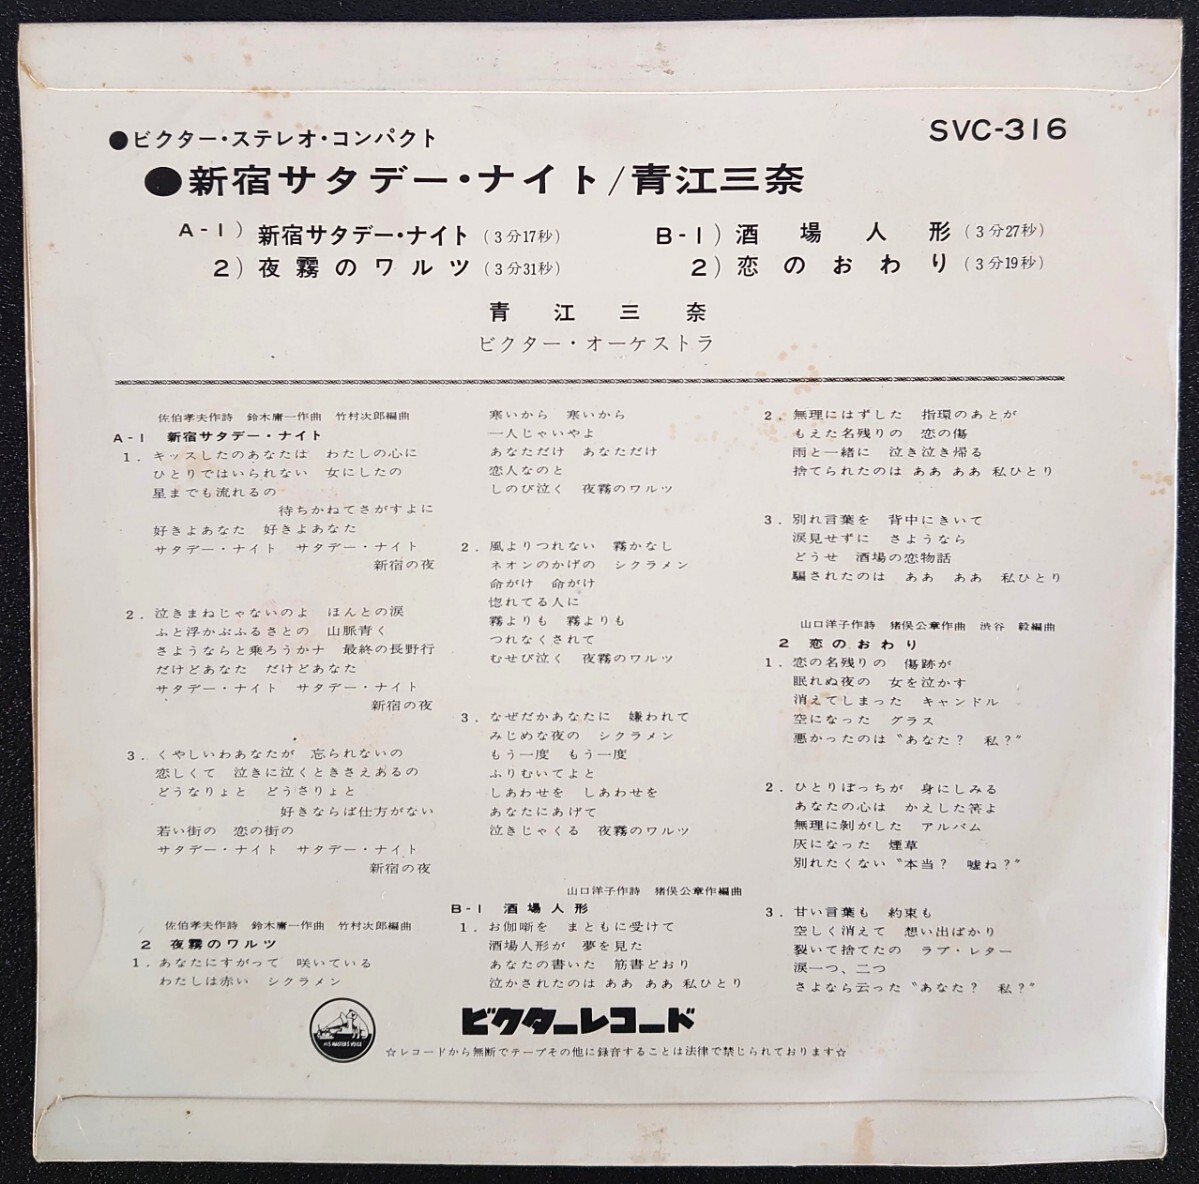 ●ビクター・ステレオ・コンパクト
SVC-316
●新宿サタデー・ナイト/青江三奈
A-1) 新宿サタデー・ナイト (3分17秒)
2) 夜霧のワルツ (3分31秒)
B-1) 酒場人形 (3分27秒)
2) 恋のおわり (3分19秒)
青江三奈
ビクター・オーケストラ
佐伯孝夫作詩 鈴木庸一作曲 竹村次郎編曲
A-1 新宿サタデー・ナイト
1. キッスしたのあなたは わたしの心に
ひとりではいられない 女にしたの
星までも流れるの
待ちかねてさがすよに
好きよあなた 好きよあなた
サタデー・ナイト サタデー・ナイト
新宿の夜
2. 泣きまねじゃないのよ ほんとの涙
ふと浮かぶふるさとの 山脈青く
さようならと乗ろうかナ 最終の長野行
だけどあなた だけどあなた
サタデー・ナイト サタデー・ナイト
新宿の夜
3. くやしいわあなたが 忘られないの
恋しくて 泣きに泣くときさえあるの
どうなりょと どうさりょと
好きならば仕方がない
若い街の 恋の街の
サタデー・ナイト サタデー・ナイト
新宿の夜
佐伯孝夫作詩 鈴木庸一作曲 竹村次郎編曲
2 夜霧のワルツ
1. あなたにすがって 咲いている
わたしは赤い シクラメン
寒いから 寒いから
一人じゃいやよ
あなただけ あなただけ
恋人なのと
しのび泣く 夜霧のワルツ
2. 風よりつれない 霧かなし
ネオンのかげの シクラメン
命がけ 命がけ
惚れてる人に
霧よりも 霧よりも
つれなくされて
むせび泣く 夜霧のワルツ
3. なぜだかあなたに 嫌われて
みじめな夜の シクラメン
もう一度 もう一度
ふりむいてよと
しあわせを しあわせを
あなたにあげて
泣きじゃくる 夜霧のワルツ
山口洋子作詩 猪俣公章作編曲
B-1 酒場人形
1. お伽噺を まともに受けて
酒場人形が 夢を見た
あなたの書いた 筋書どおり
泣かされたのは ああ ああ 私ひとり
2. 無理にはずした 指環のあとが
もえた名残りの 恋の傷
雨と一緒に 泣き泣き帰る
捨てられたのは ああ ああ 私ひとり
3. 別れ言葉を 背中にきいて
涙見せずに さようなら
どうせ 酒場の恋物話
騙されたのは ああ ああ 私ひとり
山口洋子作詩 猪俣公章作曲 渋谷 毅編曲
2 恋のおわり
1. 恋の名残りの 傷跡が
眠れぬ夜の 女を泣かす
消えてしまった キャンドル
空になった グラス
悪かったのは“あなた? 私?”
2. ひとりぼっちが 身にしみる
あなたの心は かえした筈よ
無理に剝がした アルバム
灰になった 煙草
別れたくない“本当? 嘘ね?”
3. 甘い言葉も 約束も
空しく消えて 想い出ばかり
裂いて捨てたの ラブ・レター
涙一つ、二つ
さよなら云った“あなた? 私?”
"HIS MASTER'S VOICE"
ビクターレコード
☆レコードから無断でテープその他に録音することは法律で禁じられております☆